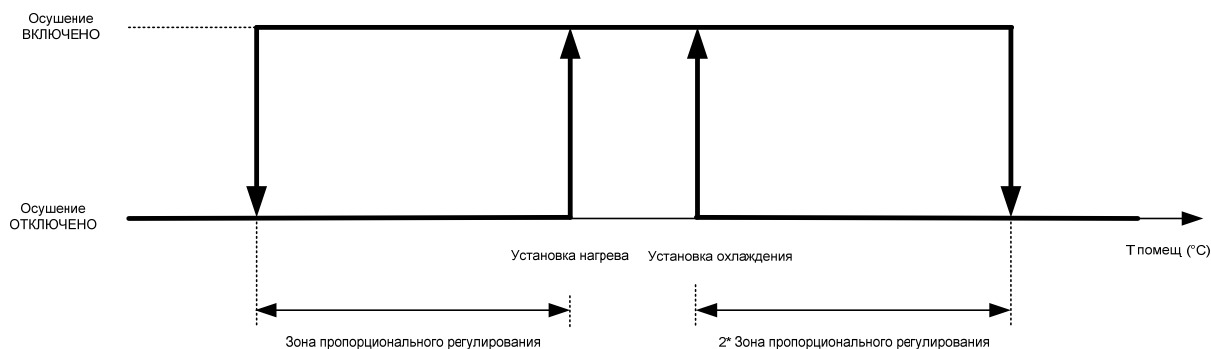 Осушение
ВКЛЮЧЕНО
Осушение
ОТКЛЮЧЕНО
Установка нагрева
Установка охлаждения
Т помещ (°C)
Зона пропорционального регулирования
2* Зона пропорционального регулирования